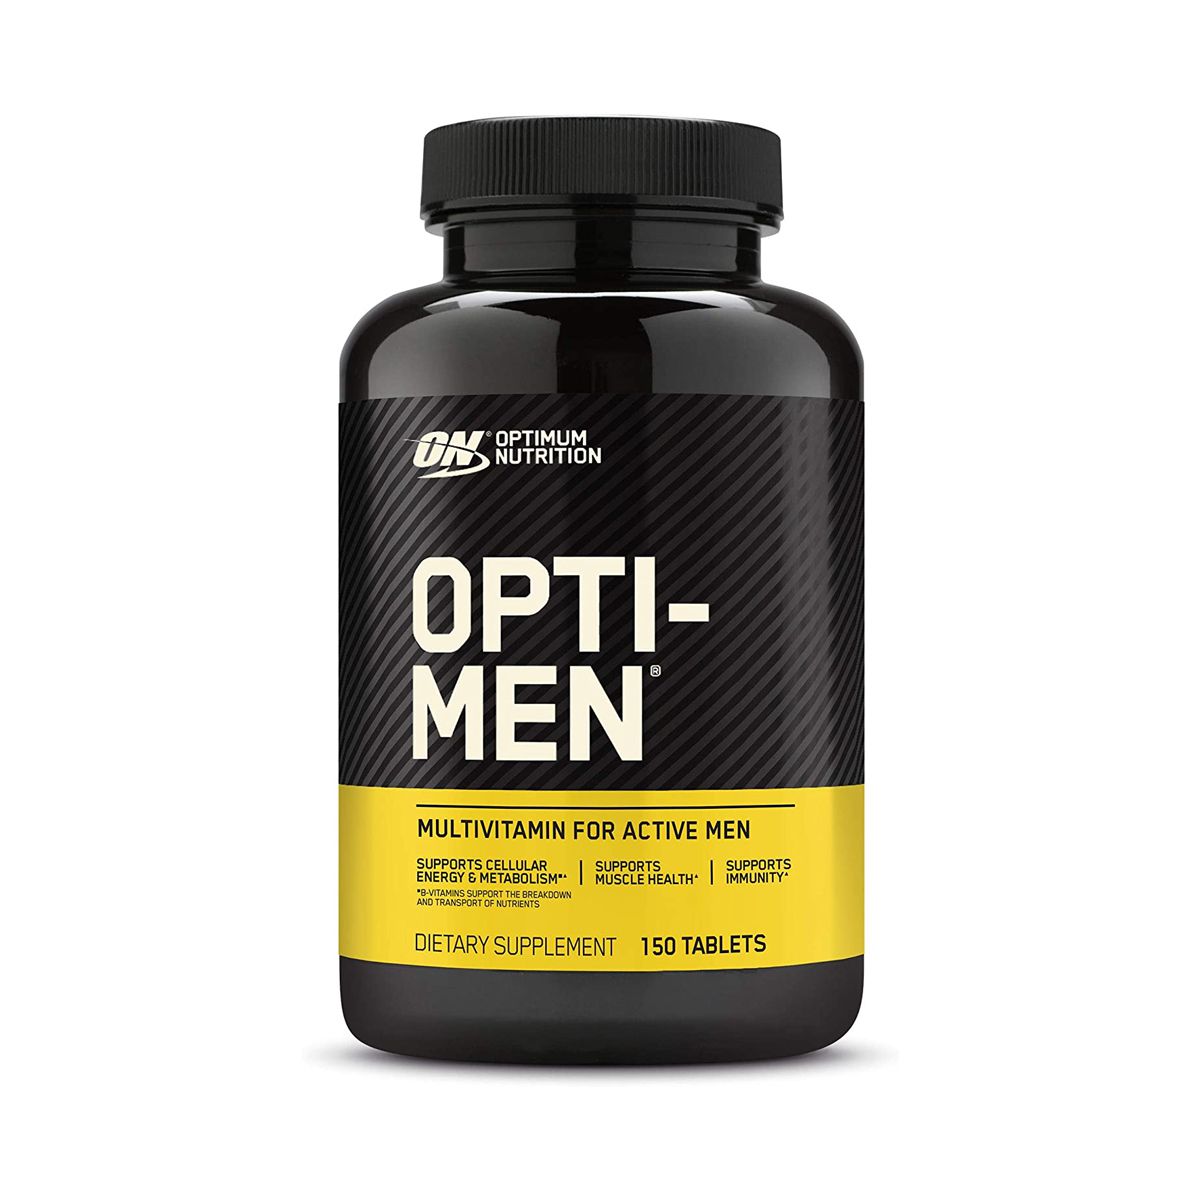 ON® OPTIMUM
NUTRITION
OPTI-
MEN®
MULTIVITAMIN FOR ACTIVE MEN
SUPPORTS CELLULAR
ENERGY & METABOLISM■▲
■B-VITAMINS SUPPORT THE BREAKDOWN
AND TRANSPORT OF NUTRIENTS
SUPPORTS
MUSCLE HEALTH▲
SUPPORTS
IMMUNITY▲
DIETARY SUPPLEMENT 150 TABLETS